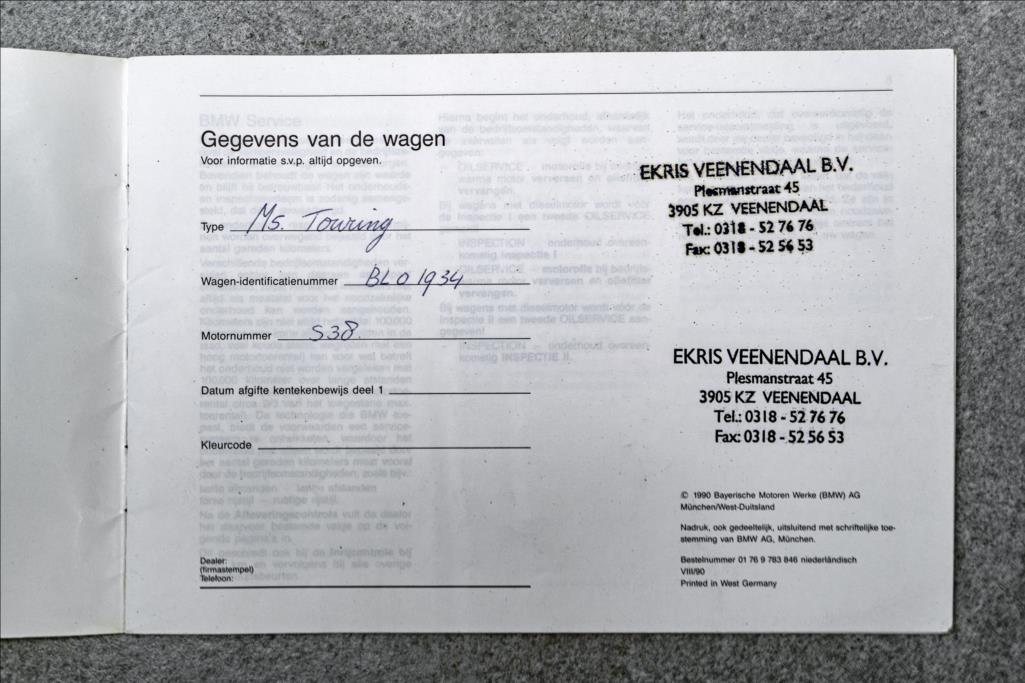 Gegevens van de wagen
Voor informatie s.v.p. altijd opgeven.
Type M5. Touring
Wagen-identificatienummer BL01934
Motornummer S38
Datum afgifte kentekenbewijs deel 1
Kleurcode
Dealer:
(firmastempel)
Telefoon:
EKRIS VEENENDAAL B.V.
Plesmanstraat 45
3905 KZ VEENENDAAL
Tel.: 0318 - 52 76 76
Fax: 0318 - 52 56 53
EKRIS VEENENDAAL B.V.
Plesmanstraat 45
3905 KZ VEENENDAAL
Tel.: 0318 - 52 76 76
Fax: 0318 - 52 56 53
© 1990 Bayerische Motoren Werke (BMW) AG
München/West-Duitsland
Nadruk, ook gedeeltelijk, uitsluitend met schriftelijke toe-
stemming van BMW AG, München.
Bestelnummer 01 76 9 783 846 niederländisch
VIII/90
Printed in West Germany